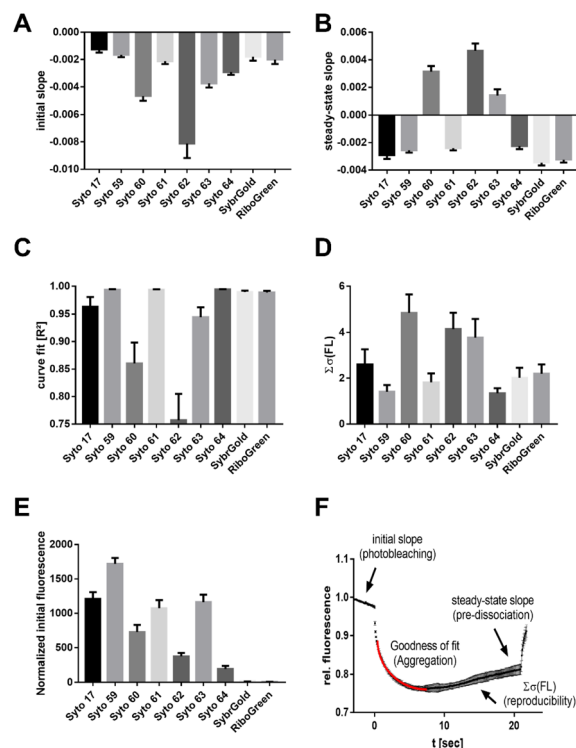 A
0.000
-0.002
-0.004
-0.006
-0.008
-0.010
initial slope
Syto 17
Syto 59
Syto 60
Syto 61
Syto 62
Syto 63
Syto 64
SybrGold
RiboGreen
B
0.006
0.004
0.002
0.000
-0.002
-0.004
steady-state slope
Syto 17
Syto 59
Syto 60
Syto 61
Syto 62
Syto 63
Syto 64
SybrGold
RiboGreen
C
1.00
0.95
0.90
0.85
0.80
0.75
curve fit [R²]
Syto 17
Syto 59
Syto 60
Syto 61
Syto 62
Syto 63
Syto 64
SybrGold
RiboGreen
D
6
4
2
0
Σσ(FL)
Syto 17
Syto 59
Syto 60
Syto 61
Syto 62
Syto 63
Syto 64
SybrGold
RiboGreen
E
2000
1500
1000
500
0
Normalized initial fluorescence
Syto 17
Syto 59
Syto 60
Syto 61
Syto 62
Syto 63
Syto 64
SybrGold
RiboGreen
F
1.1
1.0
0.9
0.8
0.7
rel. fluorescence
initial slope
(photobleaching)
steady-state slope
(pre-dissociation)
Goodness of fit
(Aggregation)
Σσ(FL)
(reproducibility)
0
10
20
t [sec]